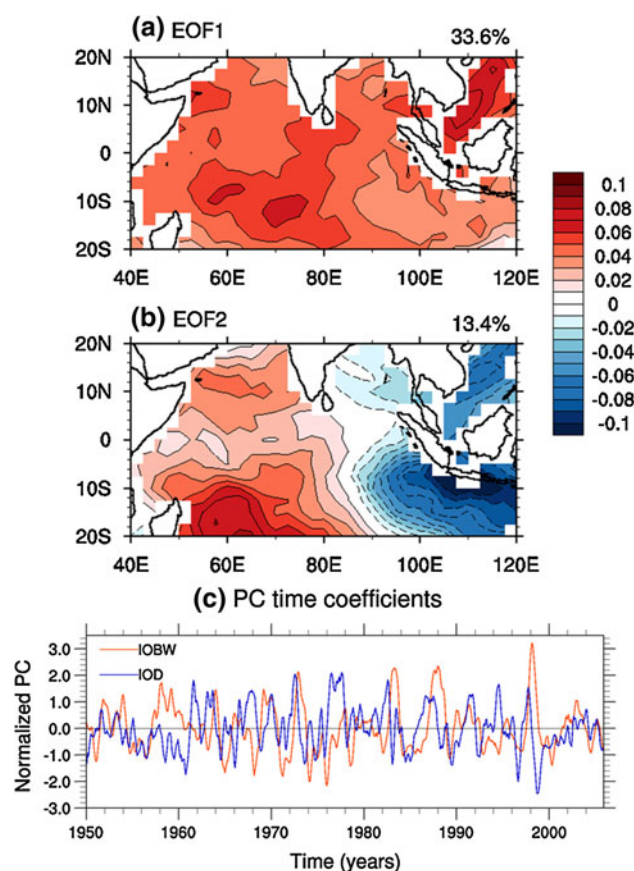 (a) EOF1 33.6%
20N
10N
0
10S
20S
40E 60E 80E 100E 120E
0.1
0.08
0.06
0.04
0.02
0
-0.02
-0.04
-0.06
-0.08
-0.1
(b) EOF2 13.4%
20N
10N
0
10S
20S
40E 60E 80E 100E 120E
(c) PC time coefficients
Normalized PC
3.0
2.0
1.0
0.0
-1.0
-2.0
-3.0
IOBW
IOD
1950 1960 1970 1980 1990 2000
Time (years)